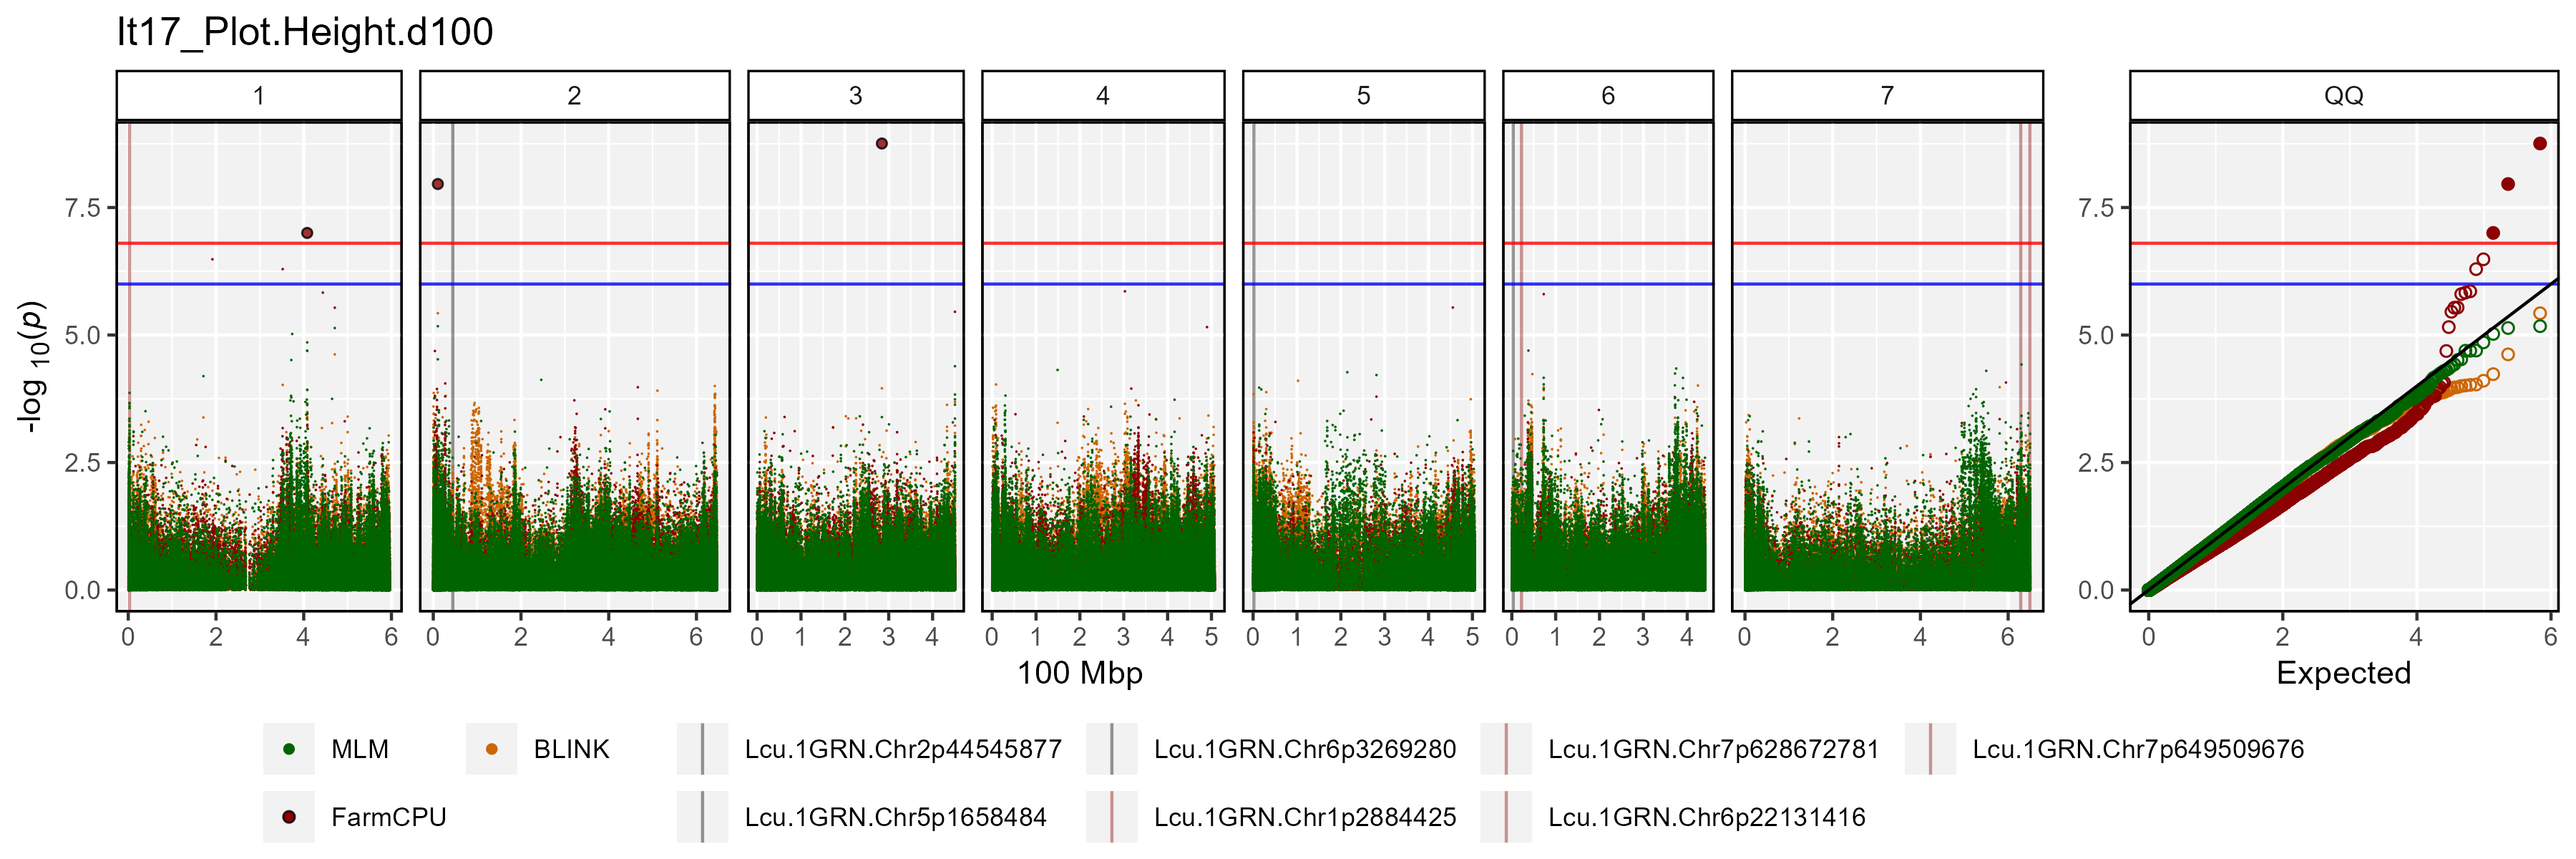 It17_Plot.Height.d100
1 2 3 4 5 6 7 QQ
-log 10(p)
7.5
5.0
2.5
0.0
7.5
5.0
2.5
0.0
0 2 4 6 0 2 4 6 0 1 2 3 4 0 1 2 3 4 5 0 1 2 3 4 5 0 1 2 3 4 0 2 4 6 0 2 4 6
100 Mbp Expected
MLM BLINK Lcu.1GRN.Chr2p44545877 Lcu.1GRN.Chr6p3269280 Lcu.1GRN.Chr7p628672781 Lcu.1GRN.Chr7p649509676
FarmCPU Lcu.1GRN.Chr5p1658484 Lcu.1GRN.Chr1p2884425 Lcu.1GRN.Chr6p22131416